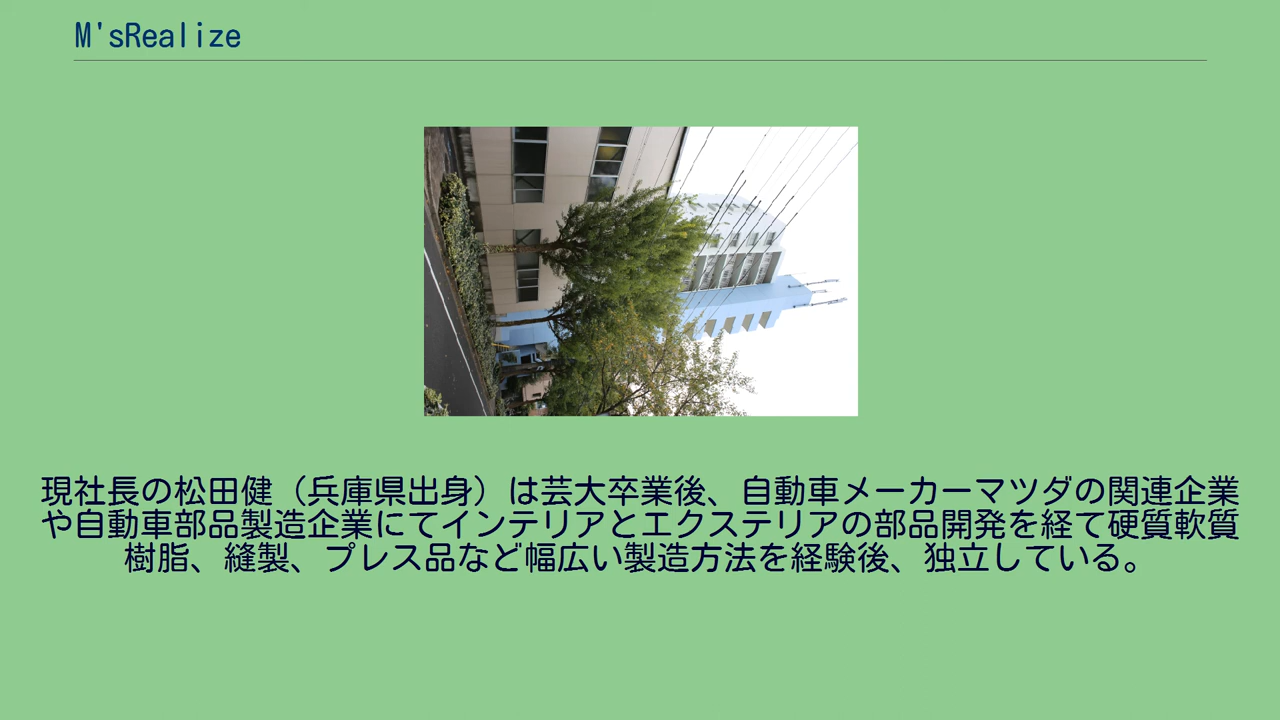 M'sRealize
現社長の松田健（兵庫県出身）は芸大卒業後、自動車メーカーマツダの関連企業
や自動車部品製造企業にてインテリアとエクステリアの部品開発を経て硬質軟質
樹脂、縫製、プレス品など幅広い製造方法を経験後、独立している。